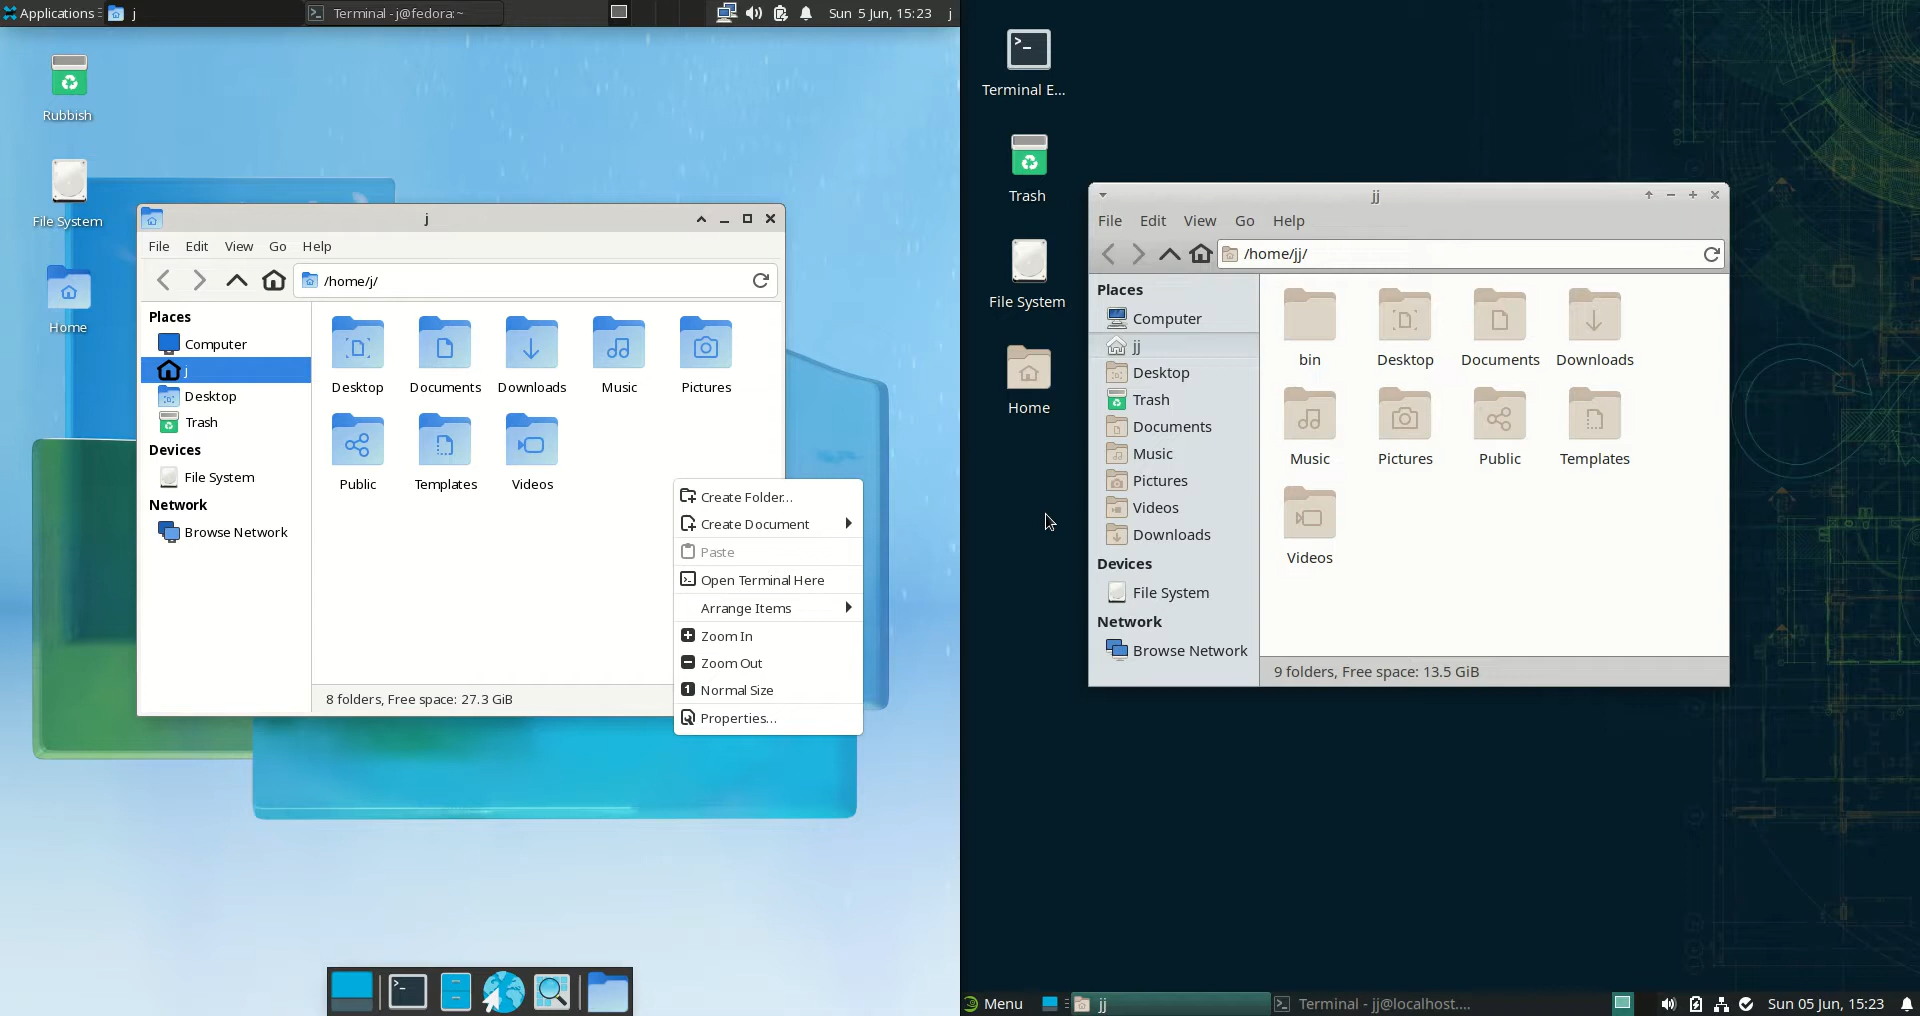 Applications
j
Terminal - j@fedora:~
Sun 5 Jun, 15:23
j
Rubbish
File System
Home
j
File
Edit
View
Go
Help
/home/j/
Places
Computer
j
Desktop
Trash
Devices
File System
Network
Browse Network
Desktop
Documents
Downloads
Music
Pictures
Public
Templates
Videos
8 folders, Free space: 27.3 GiB
Create Folder...
Create Document
Paste
Open Terminal Here
Arrange Items
Zoom In
Zoom Out
Normal Size
Properties...
Terminal E...
Trash
File System
Home
jj
File
Edit
View
Go
Help
/home/jj/
Places
Computer
jj
Desktop
Trash
Documents
Music
Pictures
Videos
Downloads
Devices
File System
Network
Browse Network
bin
Desktop
Documents
Downloads
Music
Pictures
Public
Templates
Videos
9 folders, Free space: 13.5 GiB
Menu
jj
Terminal - jj@localhost....
Sun 05 Jun, 15:23